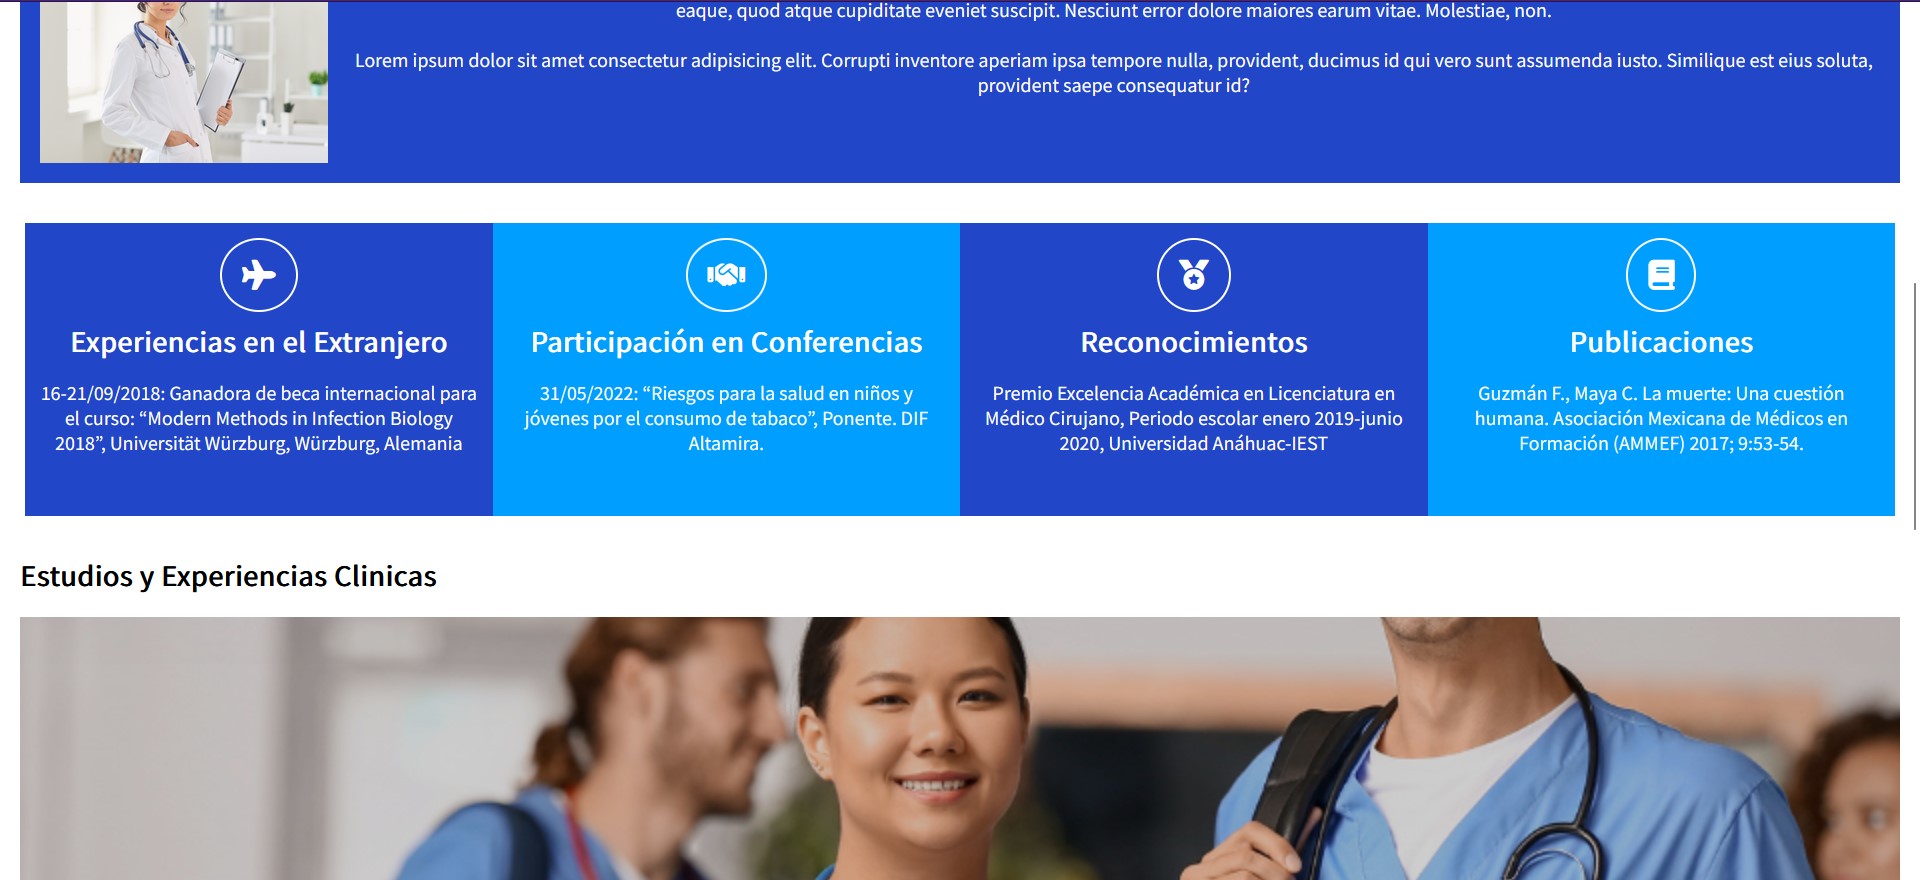 eaque, quod atque cupiditate eveniet suscipit. Nesciunt error dolore maiores earum vitae. Molestiae, non.
Lorem ipsum dolor sit amet consectetur adipisicing elit. Corrupti inventore aperiam ipsa tempore nulla, provident, ducimus id qui vero sunt assumenda iusto. Similique est eius soluta,
provident saepe consequatur id?
Experiencias en el Extranjero
16-21/09/2018: Ganadora de beca internacional para
el curso: “Modern Methods in Infection Biology
2018”, Universität Würzburg, Würzburg, Alemania
Participación en Conferencias
31/05/2022: “Riesgos para la salud en niños y
jóvenes por el consumo de tabaco”, Ponente. DIF
Altamira.
Reconocimientos
Premio Excelencia Académica en Licenciatura en
Médico Cirujano, Periodo escolar enero 2019-junio
2020, Universidad Anáhuac-IEST
Publicaciones
Guzmán F., Maya C. La muerte: Una cuestión
humana. Asociación Mexicana de Médicos en
Formación (AMMEF) 2017; 9:53-54.
Estudios y Experiencias Clinicas